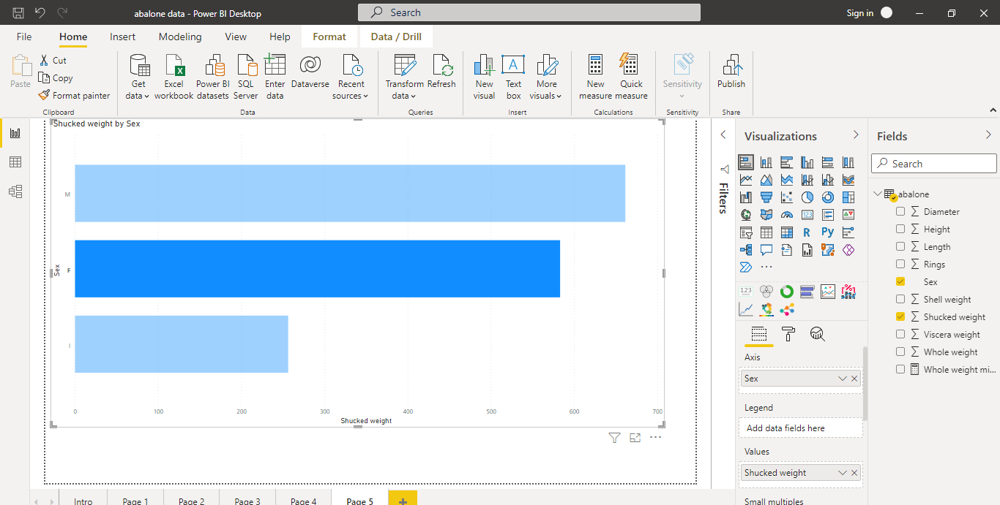 abalone data - Power BI Desktop
Search
Sign in
File
Home
Insert
Modeling
View
Help
Format
Data / Drill
Paste
Cut
Copy
Format painter
Clipboard
Get data
Excel workbook
Power BI datasets
SQL Server
Enter data
Dataverse
Recent sources
Data
Transform data
Refresh
Queries
New visual
Text box
More visuals
Insert
New measure
Quick measure
Calculations
Sensitivity
Sensitivity
Publish
Share
Shucked weight by Sex
Sex
M
F
I
0 100 200 300 400 500 600 700
Shucked weight
Intro
Page 1
Page 2
Page 3
Page 4
Page 5
Filters
Visualizations
123
R
Py
123
Axis
Sex
Legend
Add data fields here
Values
Shucked weight
Small multiples
Fields
Search
abalone
Diameter
Height
Length
Rings
Sex
Shell weight
Shucked weight
Viscera weight
Whole weight
Whole weight mi...